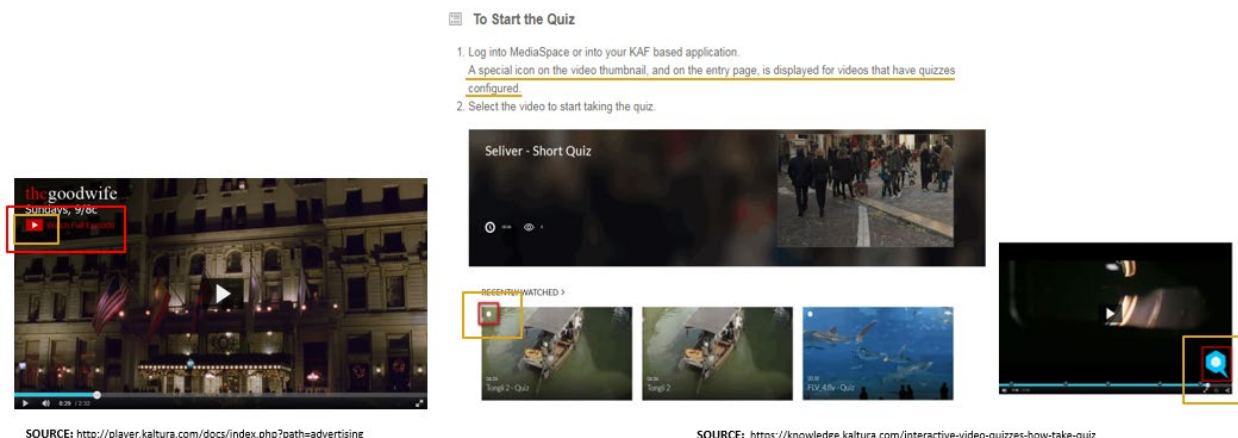 To Start the Quiz
1. Log into MediaSpace or into your KAF based application.
A special icon on the video thumbnail, and on the entry page, is displayed for videos that have quizzes
configured.
2. Select the video to start taking the quiz.
Seliver - Short Quiz
thegoodwife
Sundays, 9/8c
Watch Full Episode
0:29 / 2:32
RECENTLY WATCHED >
Tongli 2 - Quiz
Tongli 2
FLV_4.flv - Quiz
SOURCE: http://player.kaltura.com/docs/index.php?path=advertising
SOURCE: https://knowledge.kaltura.com/interactive-video-quizzes-how-take-quiz